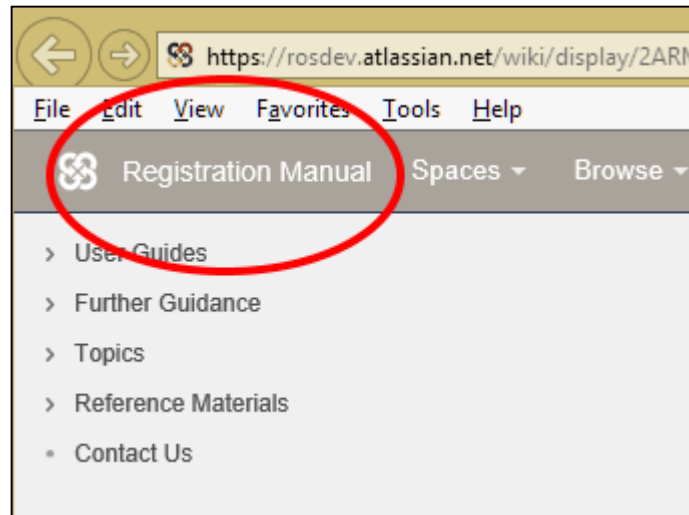 https://rosdev.atlassian.net/wiki/display/2ARM
File Edit View Favorites Tools Help
Registration Manual Spaces Browse
User Guides
Further Guidance
Topics
Reference Materials
Contact Us